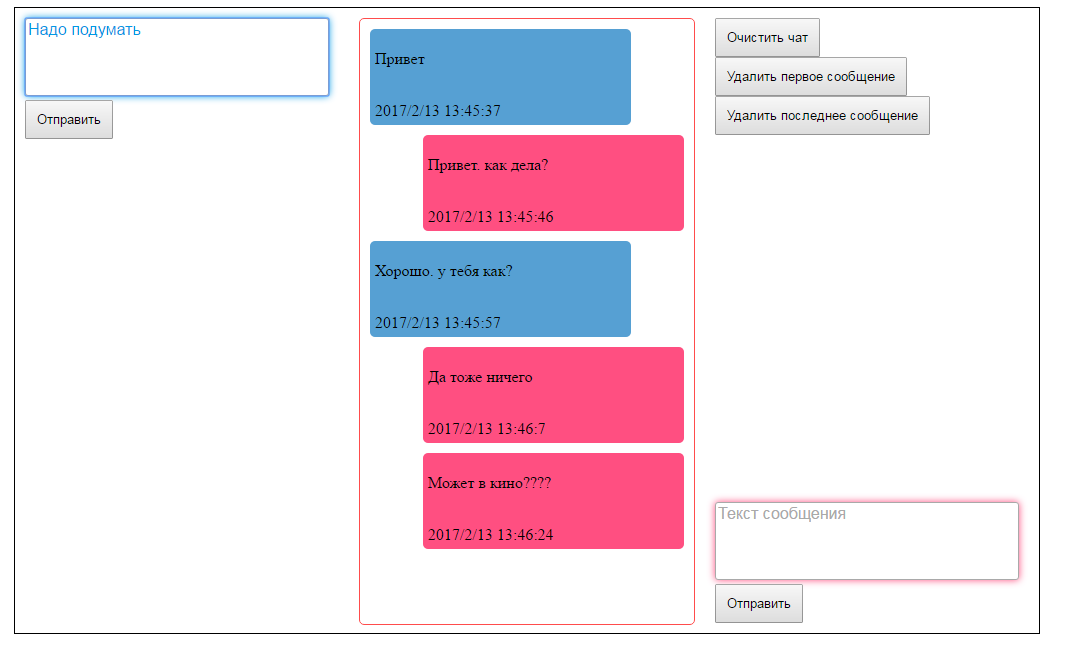 Надо подумать
Отправить
Привет
2017/2/13 13:45:37
Привет. как дела?
2017/2/13 13:45:46
Хорошо. у тебя как?
2017/2/13 13:45:57
Да тоже ничего
2017/2/13 13:46:7
Может в кино????
2017/2/13 13:46:24
Очистить чат
Удалить первое сообщение
Удалить последнее сообщение
Текст сообщения
Отправить